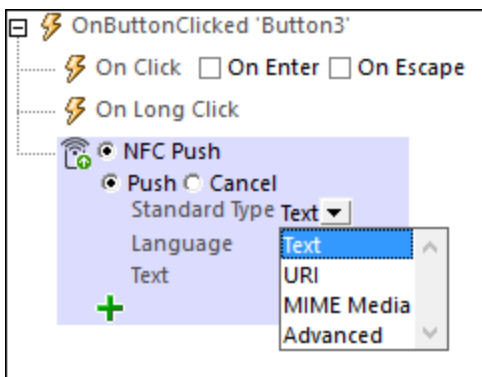 OnButtonClicked 'Button3'
On Click On Enter On Escape
On Long Click
NFC Push
Push Cancel
Standard Type Text
Language Text
URI
Text
MIME Media
Advanced